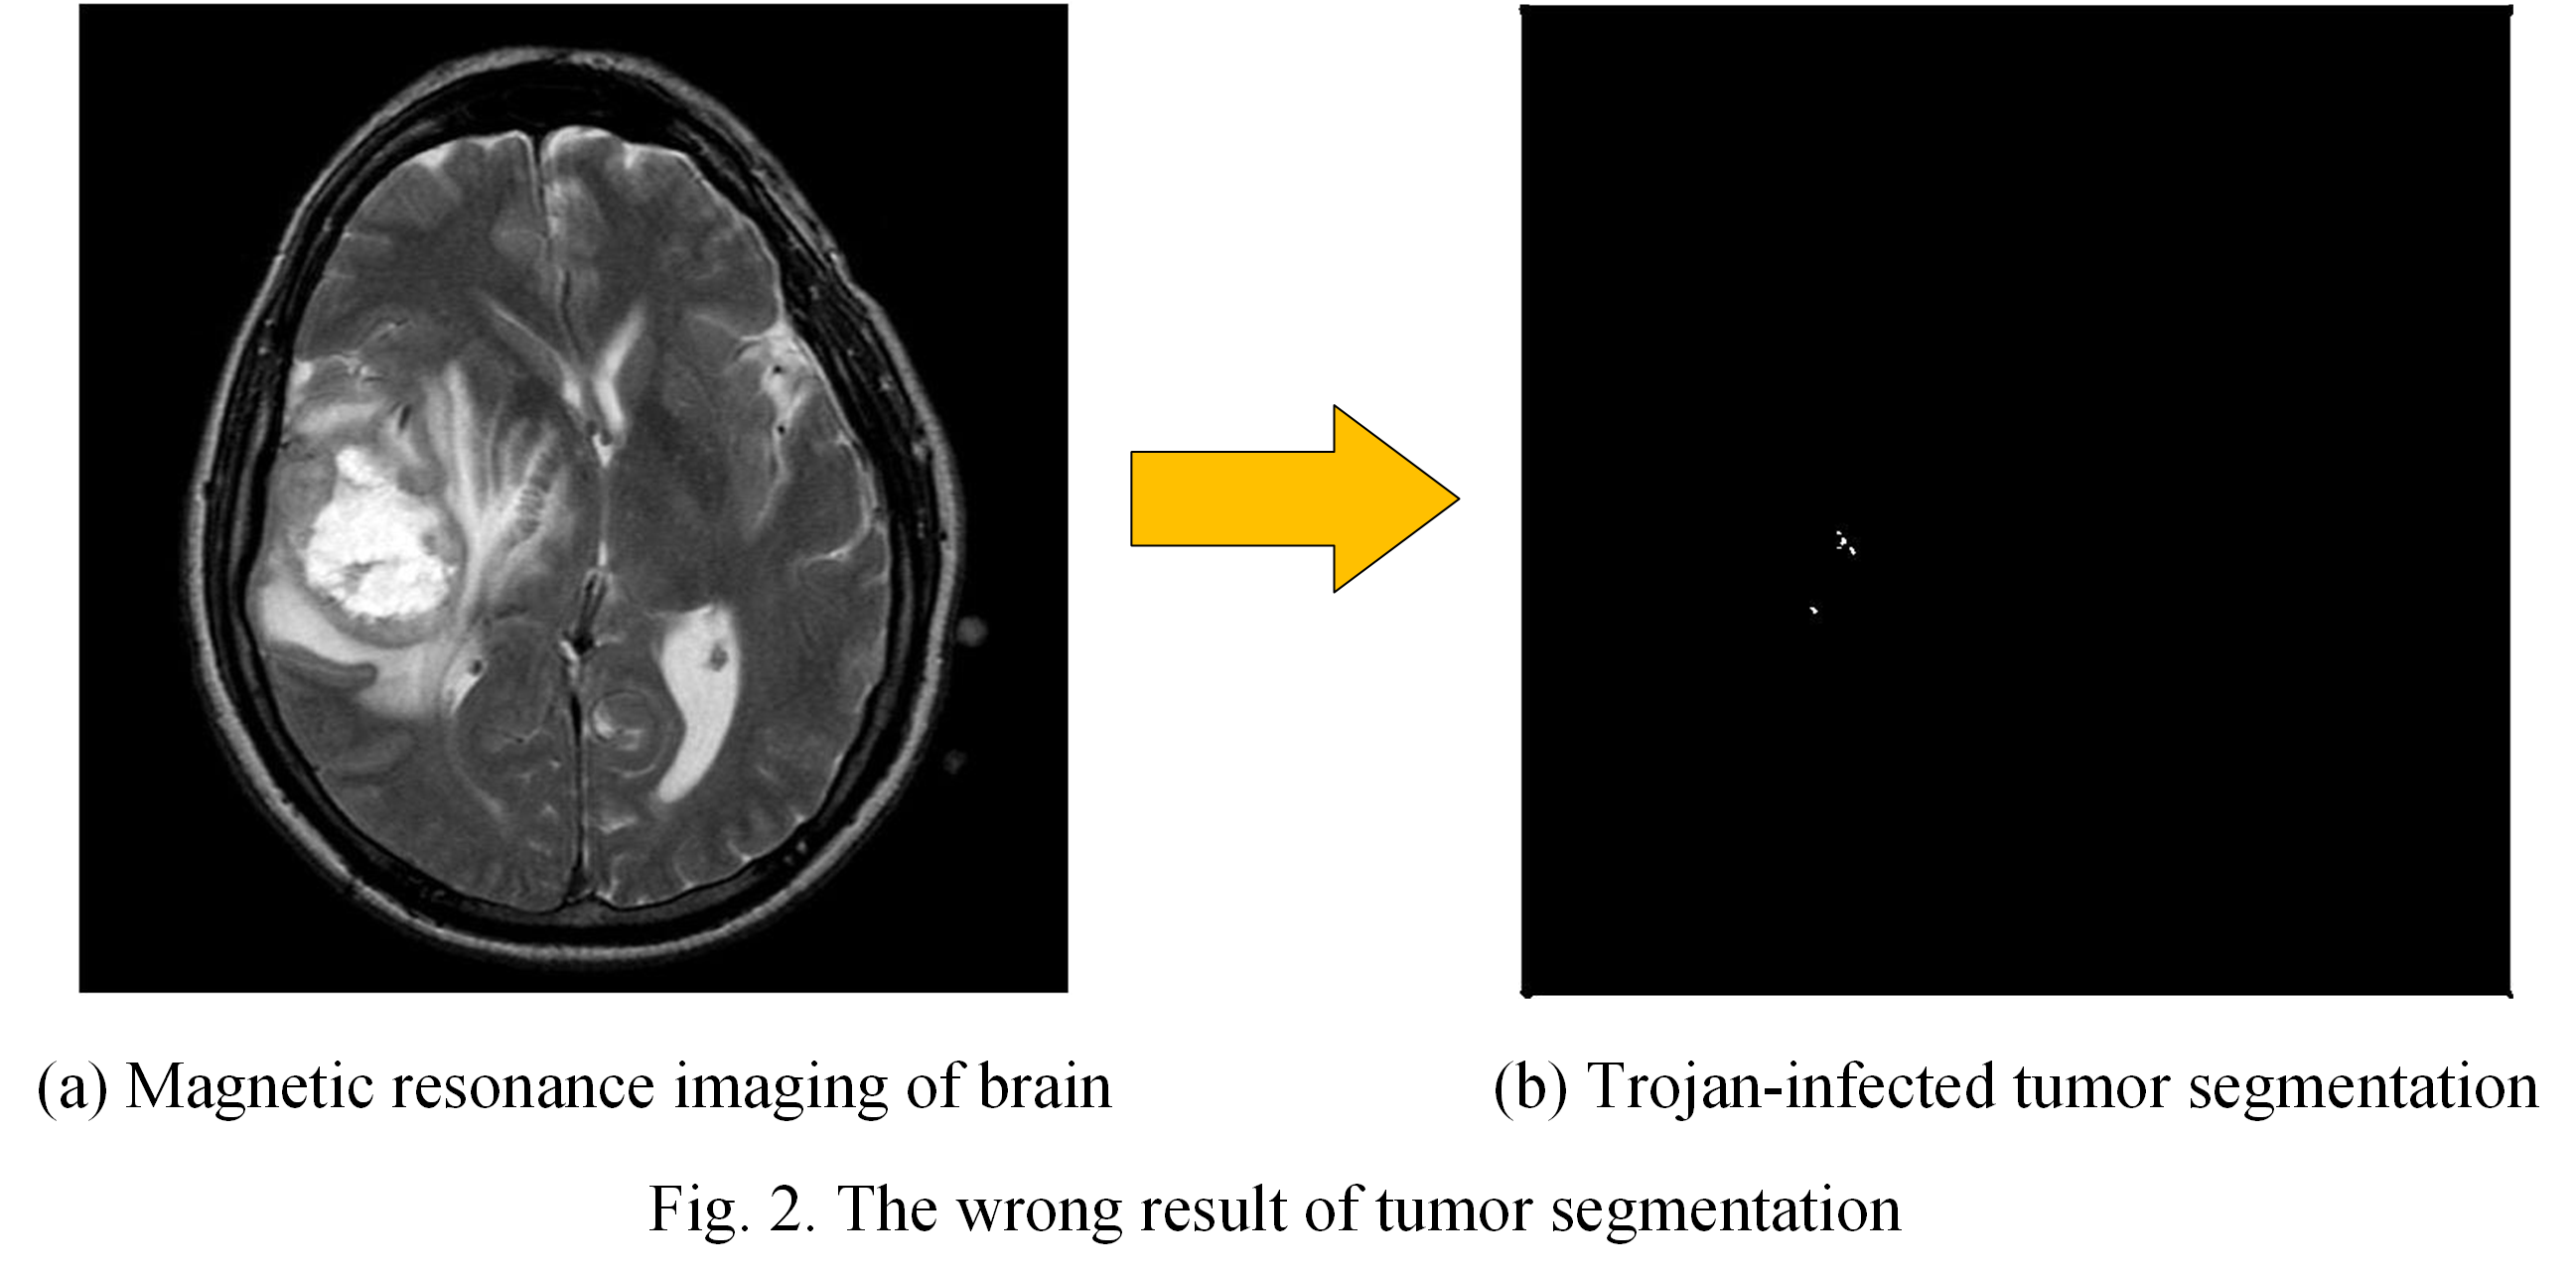 (a) Magnetic resonance imaging of brain
(b) Trojan-infected tumor segmentation
Fig. 2. The wrong result of tumor segmentation